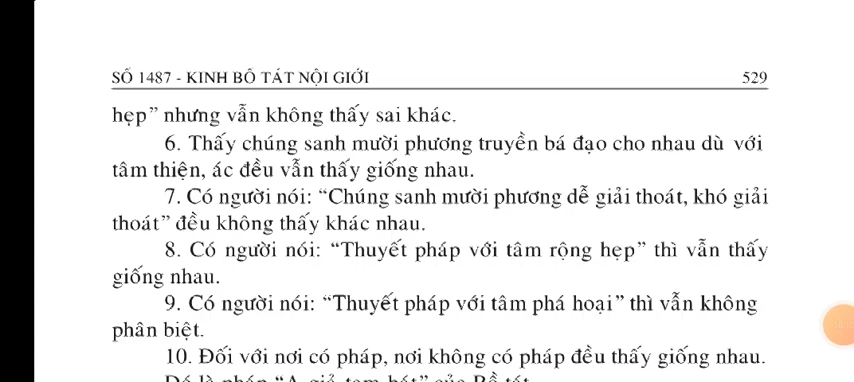 SỐ 1487 - KINH BỒ TÁT NỘI GIỚI 529
hẹp” nhưng vẫn không thấy sai khác.
6. Thấy chúng sanh mười phương truyền bá đạo cho nhau dù với
tâm thiện, ác đều vẫn thấy giống nhau.
7. Có người nói: “Chúng sanh mười phương dễ giải thoát, khó giải
thoát” đều không thấy khác nhau.
8. Có người nói: “Thuyết pháp với tâm rộng hẹp” thì vẫn thấy
giống nhau.
9. Có người nói: “Thuyết pháp với tâm phá hoại” thì vẫn không
phân biệt.
10. Đối với nơi có pháp, nơi không có pháp đều thấy giống nhau.